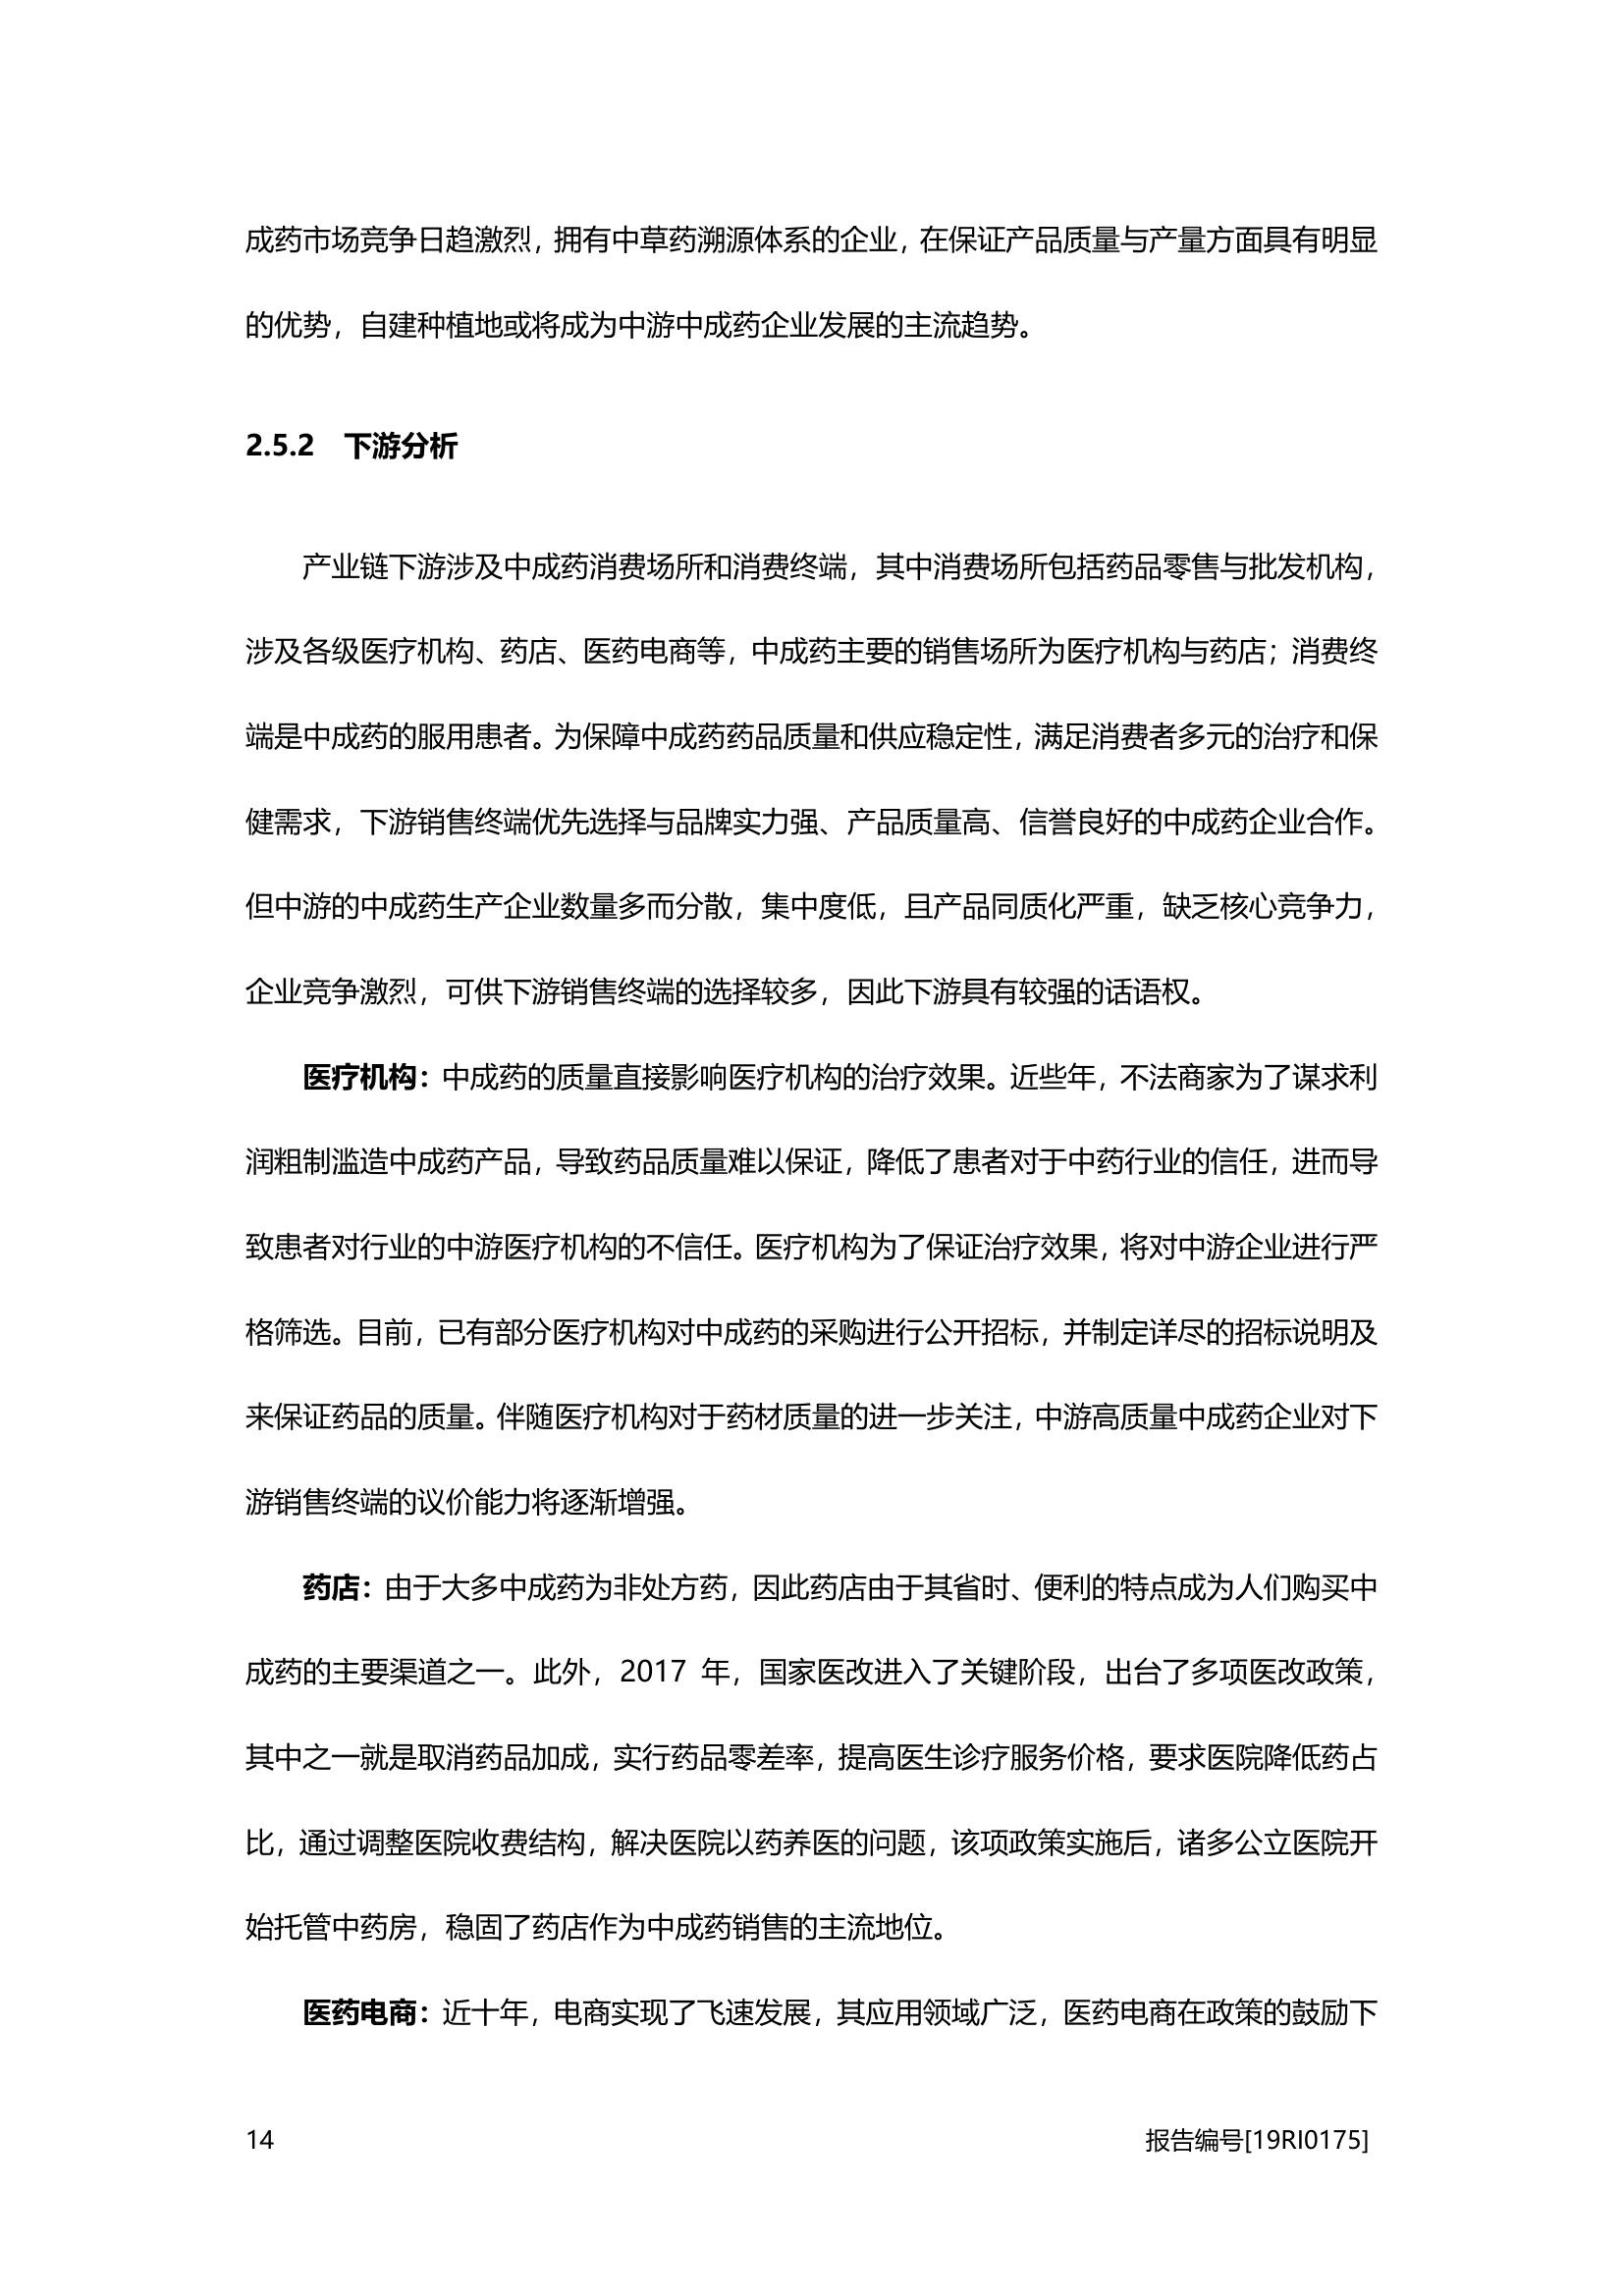 成药市场竞争日趋激烈，拥有中草药溯源体系的企业，在保证产品质量与产量方面具有明显
的优势，自建种植地或将成为中游中成药企业发展的主流趋势。
2.5.2 下游分析
产业链下游涉及中成药消费场所和消费终端，其中消费场所包括药品零售与批发机构，
涉及各级医疗机构、药店、医药电商等，中成药主要的销售场所为医疗机构与药店；消费终
端是中成药的服用患者。为保障中成药药品质量和供应稳定性，满足消费者多元的治疗和保
健需求，下游销售终端优先选择与品牌实力强、产品质量高、信誉良好的中成药企业合作。
但中游的中成药生产企业数量多而分散，集中度低，且产品同质化严重，缺乏核心竞争力，
企业竞争激烈，可供下游销售终端的选择较多，因此下游具有较强的话语权。
医疗机构：中成药的质量直接影响医疗机构的治疗效果。近些年，不法商家为了谋求利
润粗制滥造中成药产品，导致药品质量难以保证，降低了患者对于中药行业的信任，进而导
致患者对行业的中游医疗机构的不信任。医疗机构为了保证治疗效果，将对中游企业进行严
格筛选。目前，已有部分医疗机构对中成药的采购进行公开招标，并制定详尽的招标说明及
来保证药品的质量。伴随医疗机构对于药材质量的进一步关注，中游高质量中成药企业对下
游销售终端的议价能力将逐渐增强。
药店：由于大多中成药为非处方药，因此药店由于其省时、便利的特点成为人们购买中
成药的主要渠道之一。此外，2017 年，国家医改进入了关键阶段，出台了多项医改政策，
其中之一就是取消药品加成，实行药品零差率，提高医生诊疗服务价格，要求医院降低药占
比，通过调整医院收费结构，解决医院以药养医的问题，该项政策实施后，诸多公立医院开
始托管中药房，稳固了药店作为中成药销售的主流地位。
医药电商：近十年，电商实现了飞速发展，其应用领域广泛，医药电商在政策的鼓励下
14 报告编号[19RI0175]